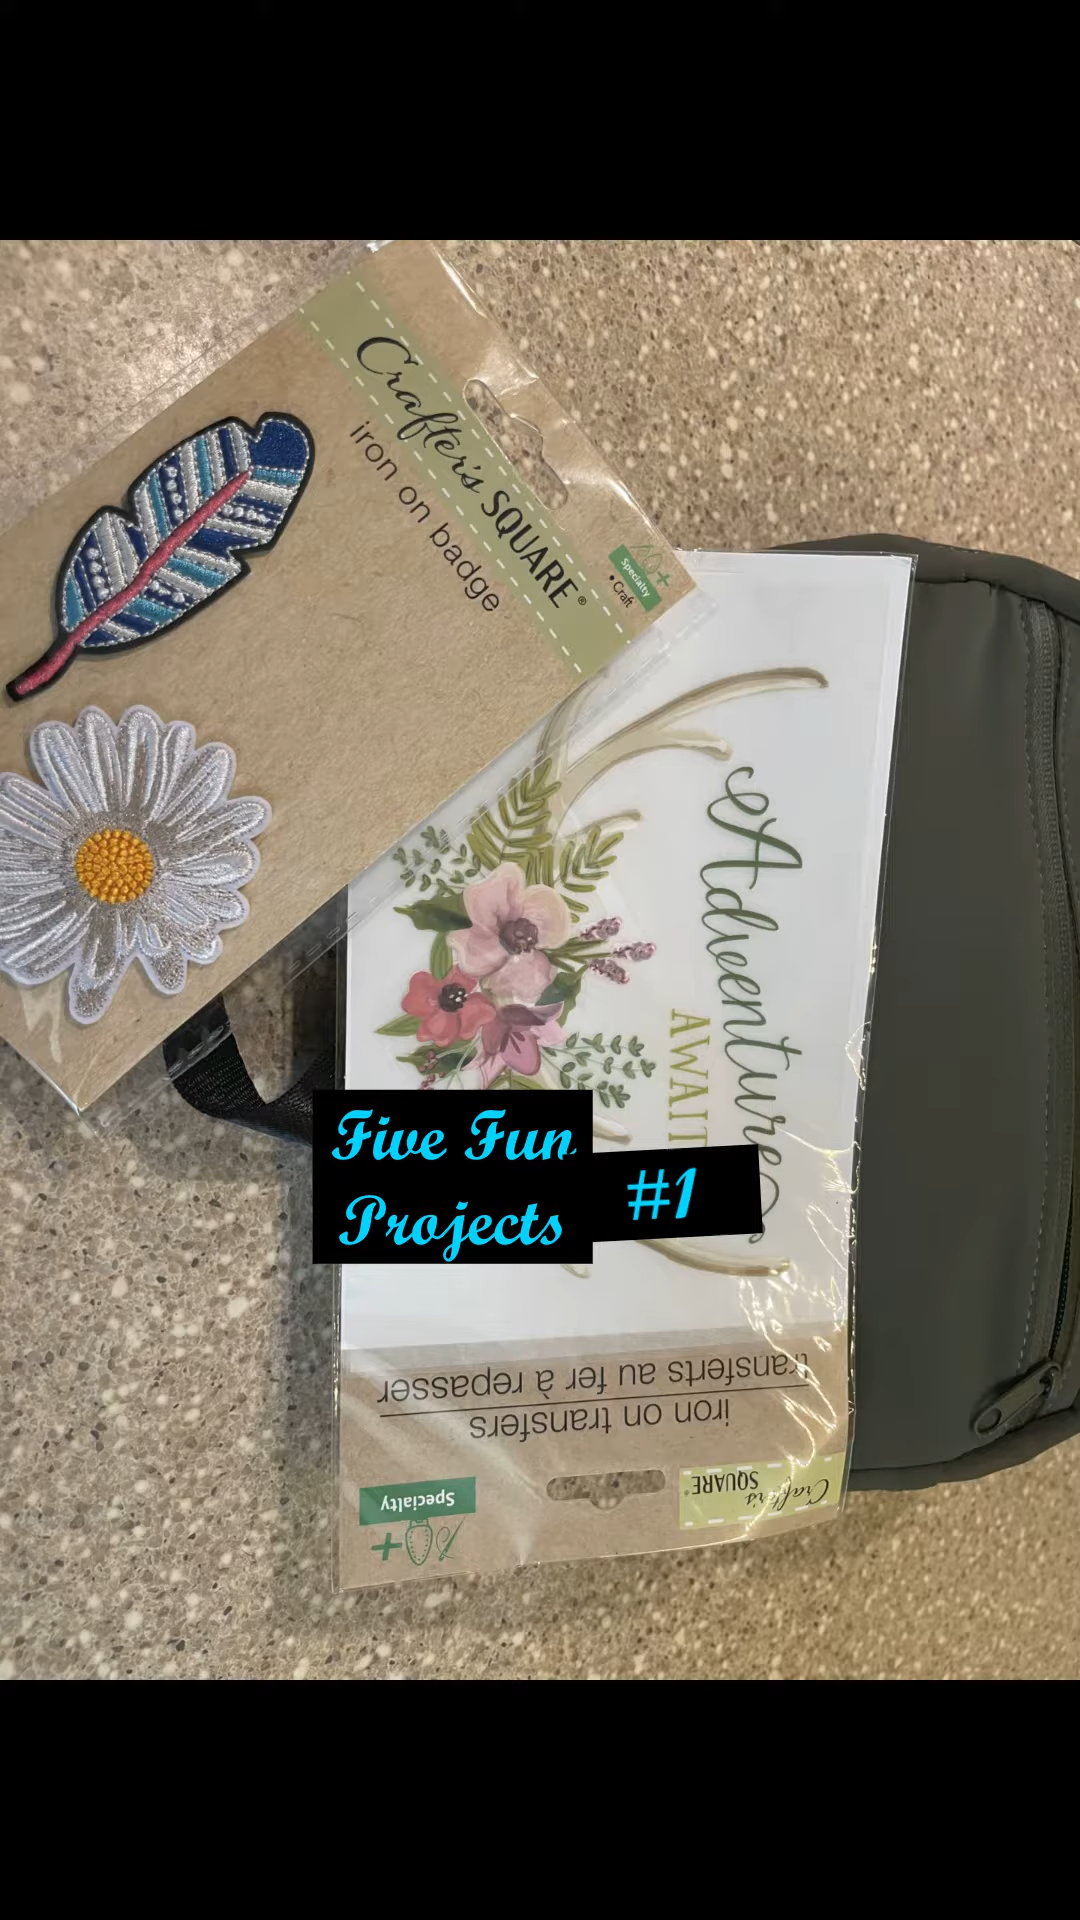 Crafter's SQUARE®
iron on badge
Specialty
• Craft
Adventure
AWAIT
Five Fun
Projects
#1
transferts au fer à repasser
iron on transfers
Crafter's
SQUARE®
Specialty